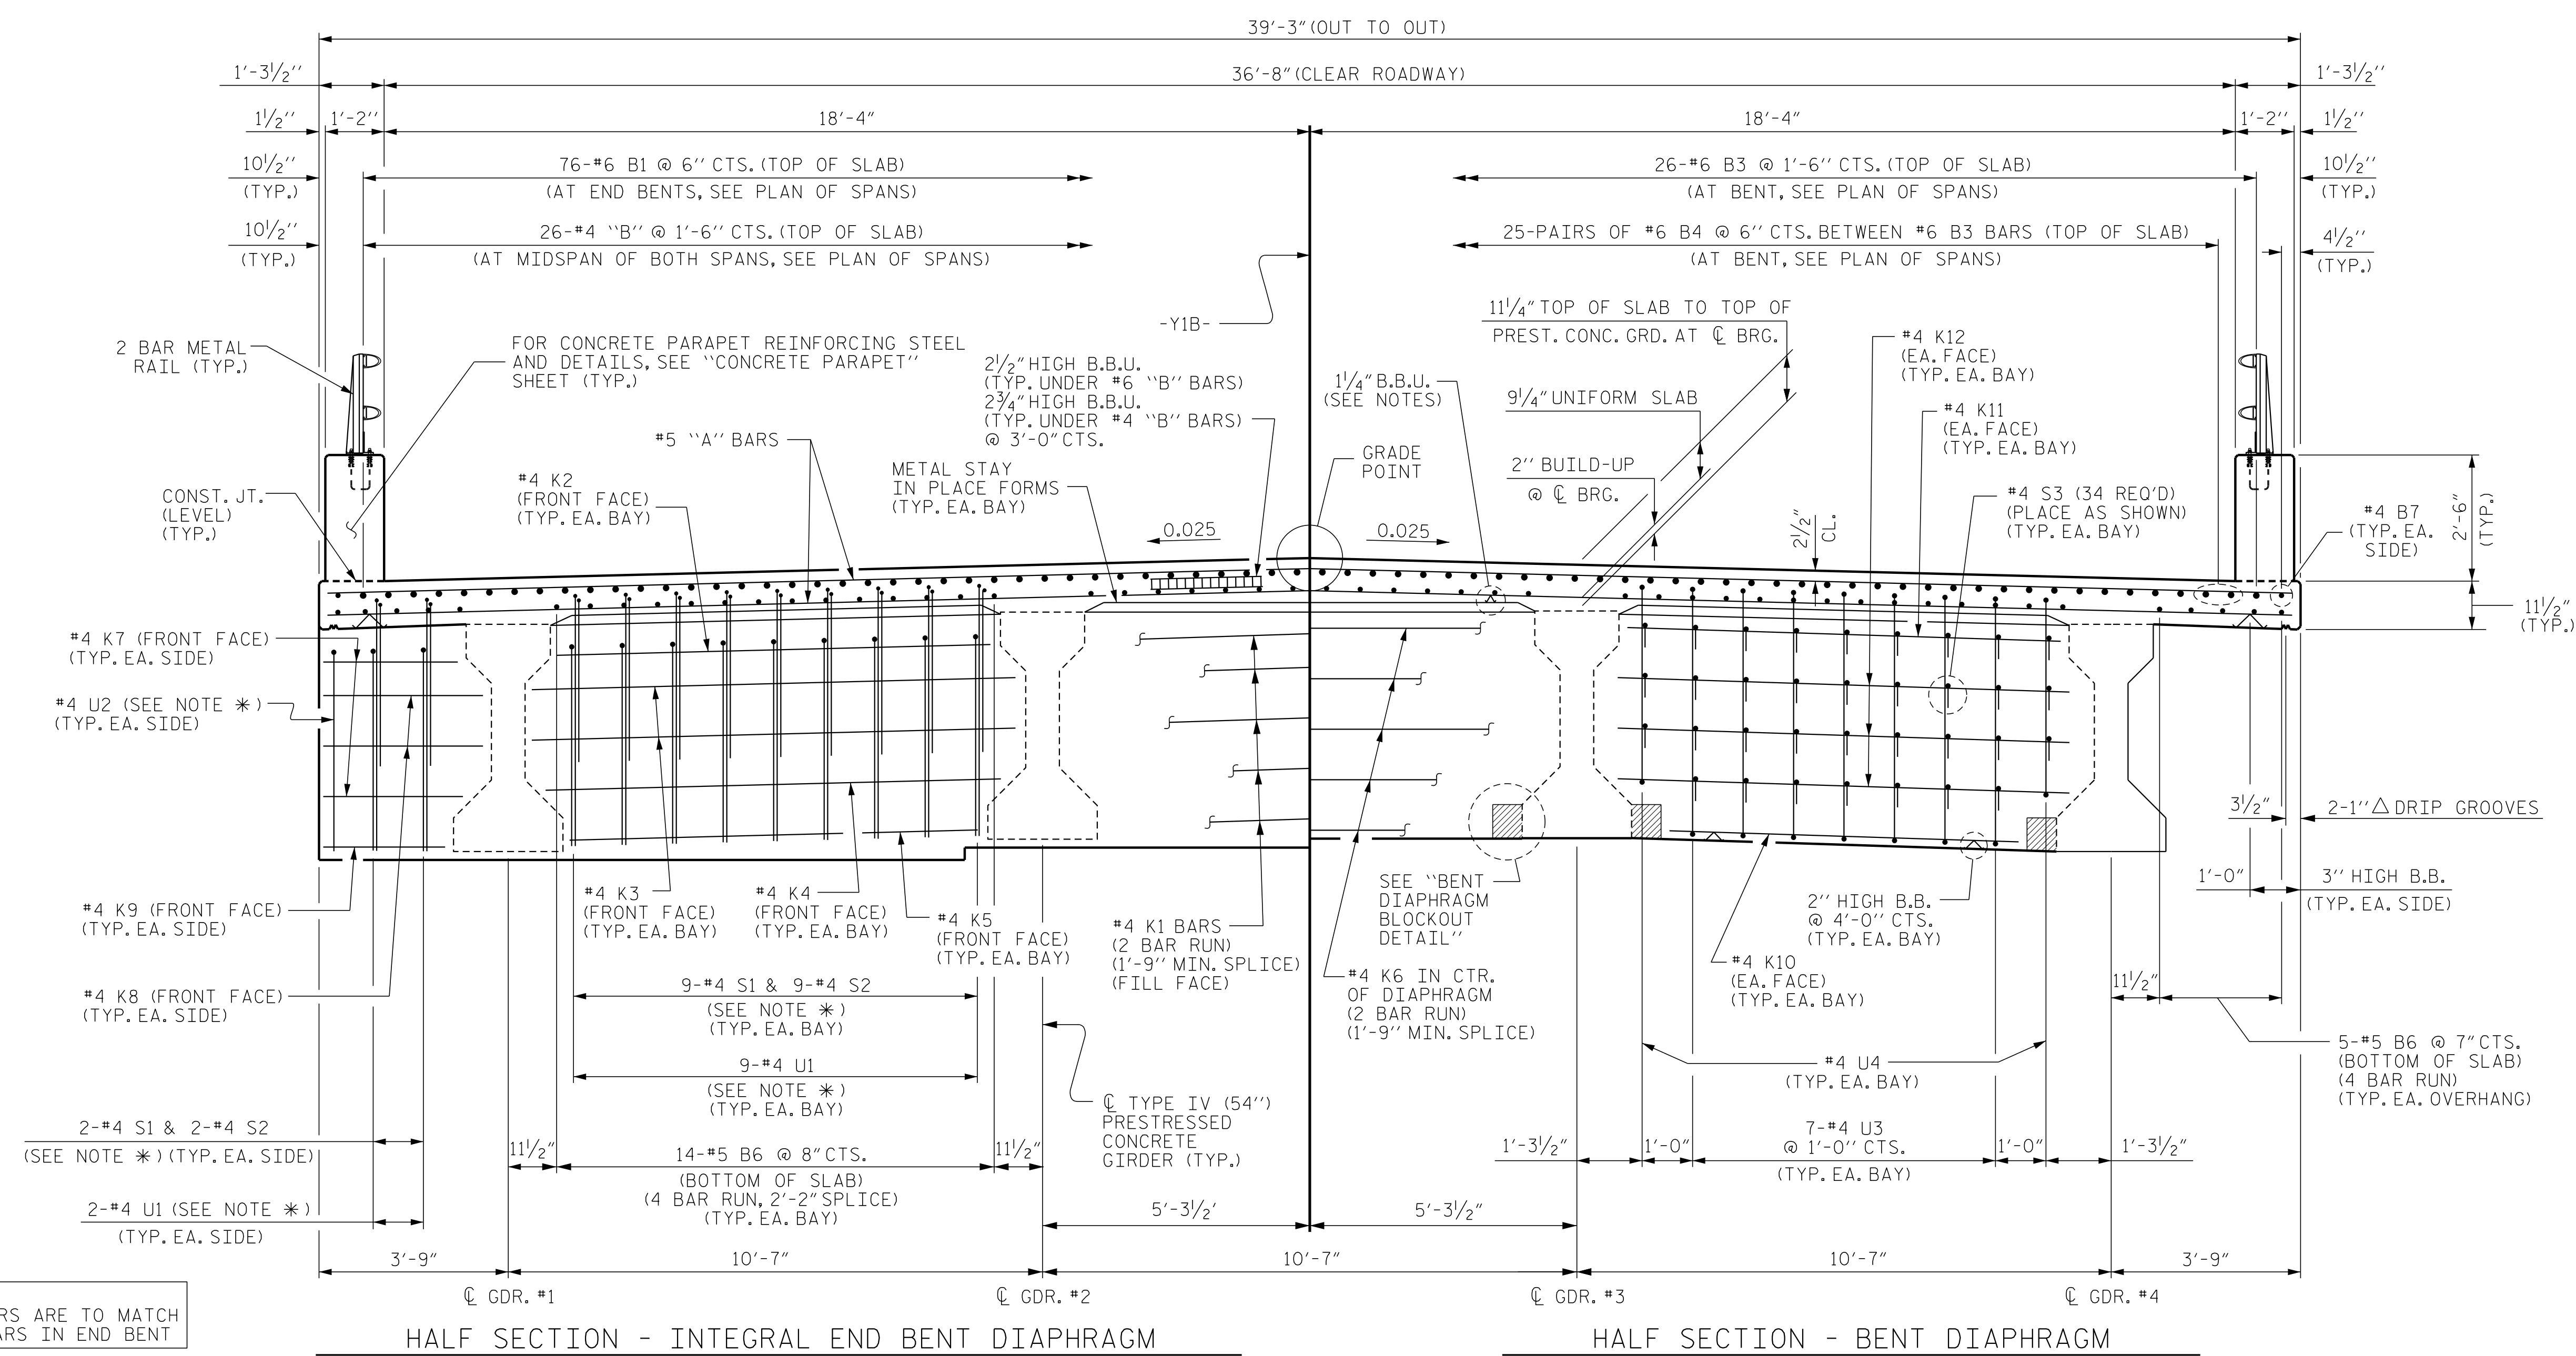 39'-3"(OUT TO OUT)
1'-3½''
36'-8"(CLEAR ROADWAY)
1'-3½''
1½''
1'-2''
18'-4"
18'-4"
1'-2''
1½''
10½''
(TYP.)
76-#6 B1 @ 6'' CTS. (TOP OF SLAB)
(AT END BENTS, SEE PLAN OF SPANS)
26-#6 B3 @ 1'-6'' CTS. (TOP OF SLAB)
(AT BENT, SEE PLAN OF SPANS)
10½''
(TYP.)
10½''
(TYP.)
26-#4 "B" @ 1'-6'' CTS. (TOP OF SLAB)
(AT MIDSPAN OF BOTH SPANS, SEE PLAN OF SPANS)
25-PAIRS OF #6 B4 @ 6'' CTS. BETWEEN #6 B3 BARS (TOP OF SLAB)
(AT BENT, SEE PLAN OF SPANS)
4½''
(TYP.)
-Y1B-
2 BAR METAL
RAIL (TYP.)
FOR CONCRETE PARAPET REINFORCING STEEL
AND DETAILS, SEE "CONCRETE PARAPET"
SHEET (TYP.)
2½'' HIGH B.B.U.
(TYP. UNDER #6 "B" BARS)
2¾'' HIGH B.B.U.
(TYP. UNDER #4 "B" BARS)
@ 3'-0" CTS.
1¼" B.B.U.
(SEE NOTES)
11¼" TOP OF SLAB TO TOP OF
PREST. CONC. GRD. AT ℄ BRG.
9¼" UNIFORM SLAB
2'' BUILD-UP
@ ℄ BRG.
#4 K12
(EA. FACE)
(TYP. EA. BAY)
#4 K11
(EA. FACE)
(TYP. EA. BAY)
#4 S3 (34 REQ'D)
(PLACE AS SHOWN)
(TYP. EA. BAY)
#4 B7
(TYP. EA.
SIDE)
2'-6"
(TYP.)
11½"
(TYP.)
#5 "A" BARS
METAL STAY
IN PLACE FORMS
(TYP. EA. BAY)
GRADE
POINT
CONST. JT.
(LEVEL)
(TYP.)
#4 K2
(FRONT FACE)
(TYP. EA. BAY)
0.025
0.025
2½"
CL.
#4 K7 (FRONT FACE)
(TYP. EA. SIDE)
#4 U2 (SEE NOTE ✳)
(TYP. EA. SIDE)
#4 K9 (FRONT FACE)
(TYP. EA. SIDE)
#4 K8 (FRONT FACE)
(TYP. EA. SIDE)
#4 K3
(FRONT FACE)
(TYP. EA. BAY)
#4 K4
(FRONT FACE)
(TYP. EA. BAY)
#4 K5
(FRONT FACE)
(TYP. EA. BAY)
#4 K1 BARS
(2 BAR RUN)
(1'-9'' MIN. SPLICE)
(FILL FACE)
SEE "BENT
DIAPHRAGM
BLOCKOUT
DETAIL"
#4 K6 IN CTR.
OF DIAPHRAGM
(2 BAR RUN)
(1'-9'' MIN. SPLICE)
2'' HIGH B.B.
@ 4'-0'' CTS.
(TYP. EA. BAY)
#4 K10
(EA. FACE)
(TYP. EA. BAY)
3½"
2-1'' △ DRIP GROOVES
1'-0"
3'' HIGH B.B.
(TYP. EA. SIDE)
11½"
5-#5 B6 @ 7" CTS.
(BOTTOM OF SLAB)
(4 BAR RUN)
(TYP. EA. OVERHANG)
9-#4 S1 & 9-#4 S2
(SEE NOTE ✳)
(TYP. EA. BAY)
9-#4 U1
(SEE NOTE ✳)
(TYP. EA. BAY)
℄ TYPE IV (54'')
PRESTRESSED
CONCRETE
GIRDER (TYP.)
#4 U4
(TYP. EA. BAY)
2-#4 S1 & 2-#4 S2
(SEE NOTE ✳) (TYP. EA. SIDE)
2-#4 U1 (SEE NOTE ✳)
(TYP. EA. SIDE)
11½"
14-#5 B6 @ 8" CTS.
(BOTTOM OF SLAB)
(4 BAR RUN, 2'-2" SPLICE)
(TYP. EA. BAY)
11½"
1'-3½''
1'-0"
7-#4 U3
@ 1'-0'' CTS.
(TYP. EA. BAY)
1'-0"
1'-3½''
5'-3½'
5'-3½"
3'-9"
10'-7"
10'-7"
10'-7"
3'-9"
℄ GDR. #1
℄ GDR. #2
℄ GDR. #3
℄ GDR. #4
RS ARE TO MATCH
ARS IN END BENT
HALF SECTION - INTEGRAL END BENT DIAPHRAGM
HALF SECTION - BENT DIAPHRAGM